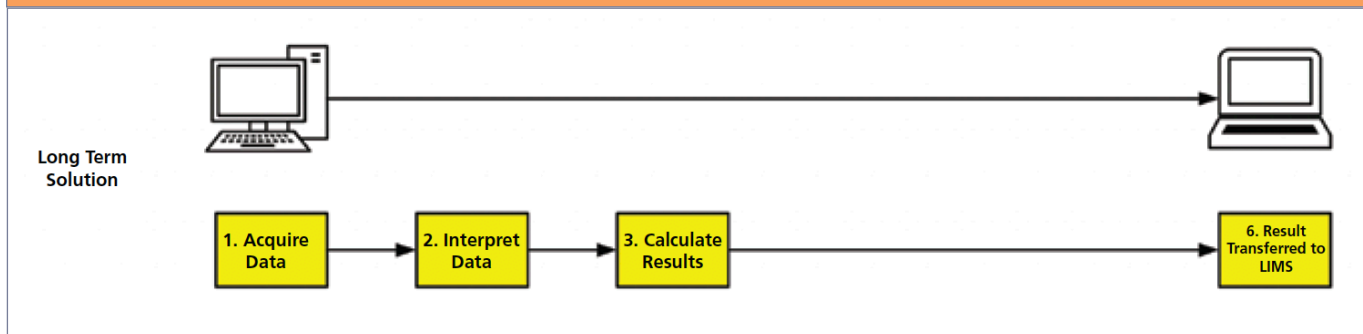 Long Term
Solution
1. Acquire
Data
2. Interpret
Data
3. Calculate
Results
6. Result
Transferred to
LIMS